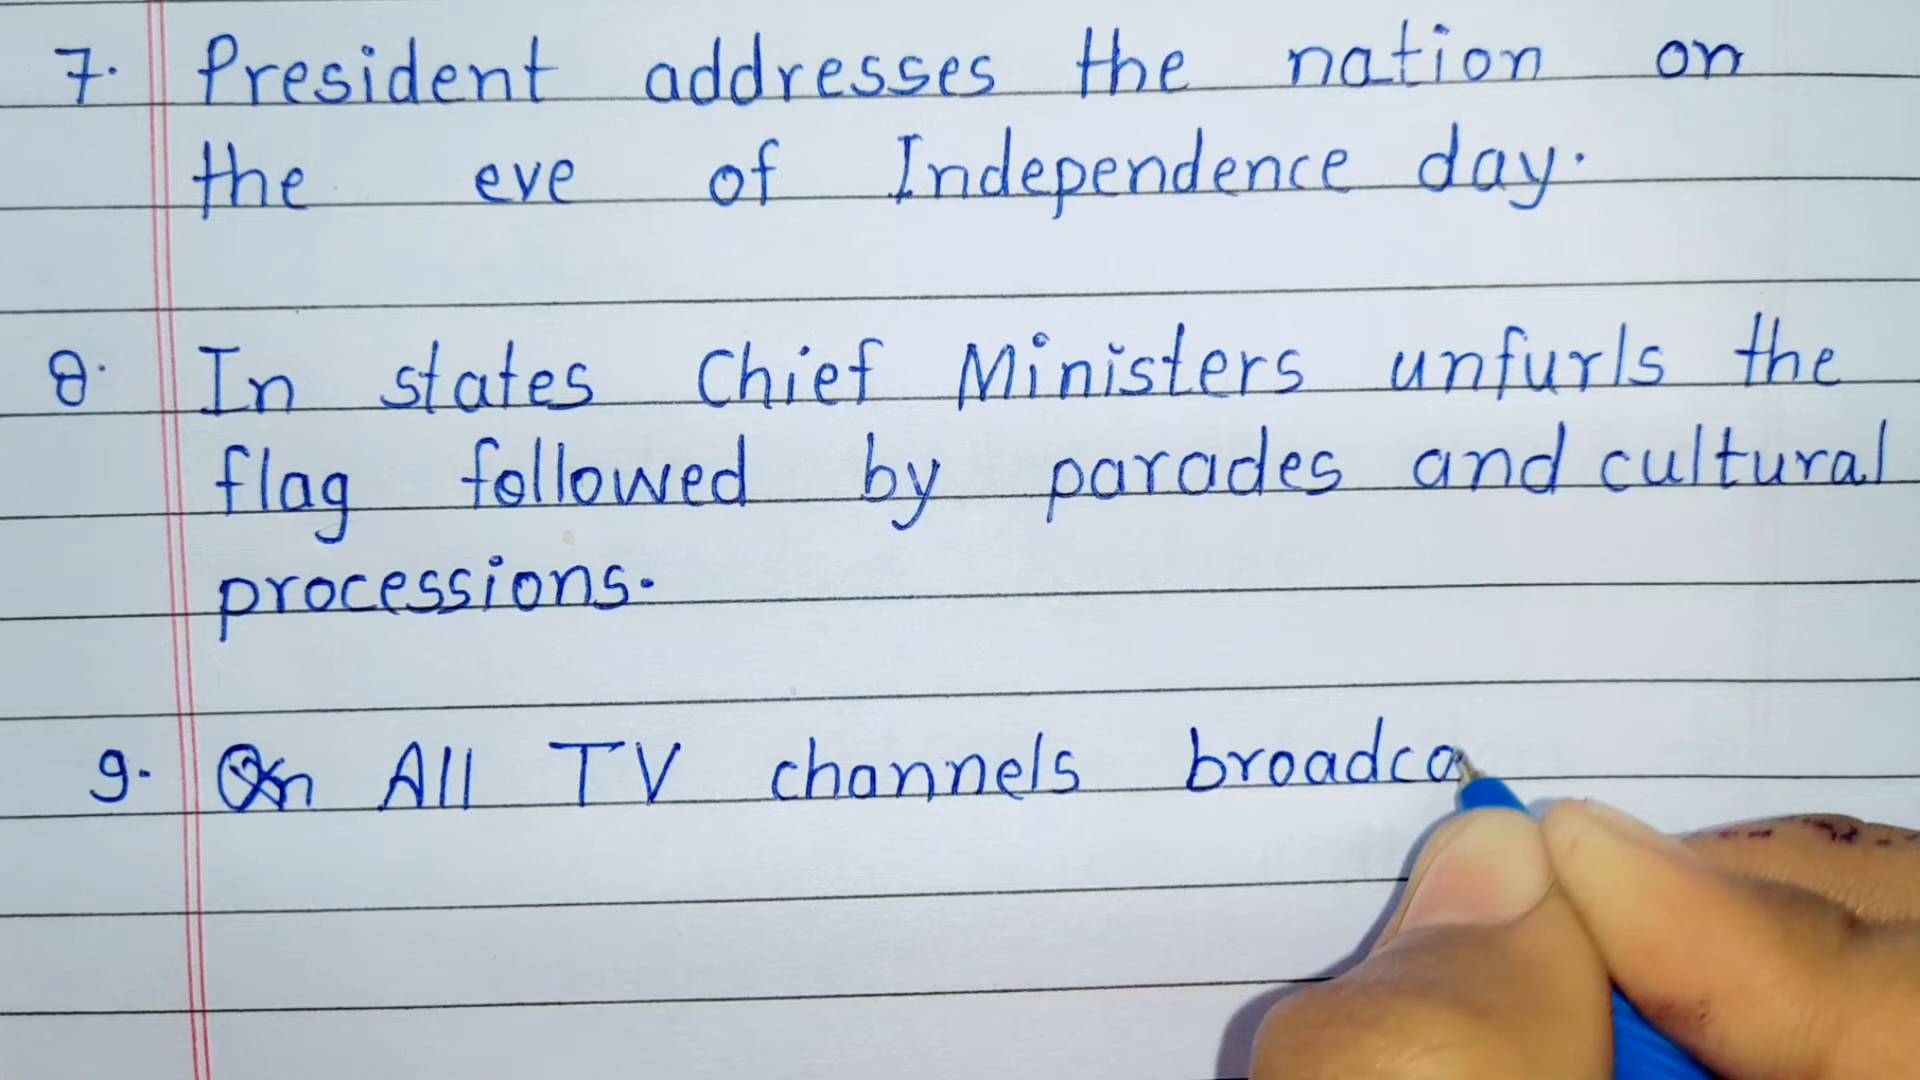 7. President addresses the nation on
the eve of Independence day.
8. In states Chief Ministers unfurls the
flag followed by parades and cultural
processions.
9. On All TV channels broadca